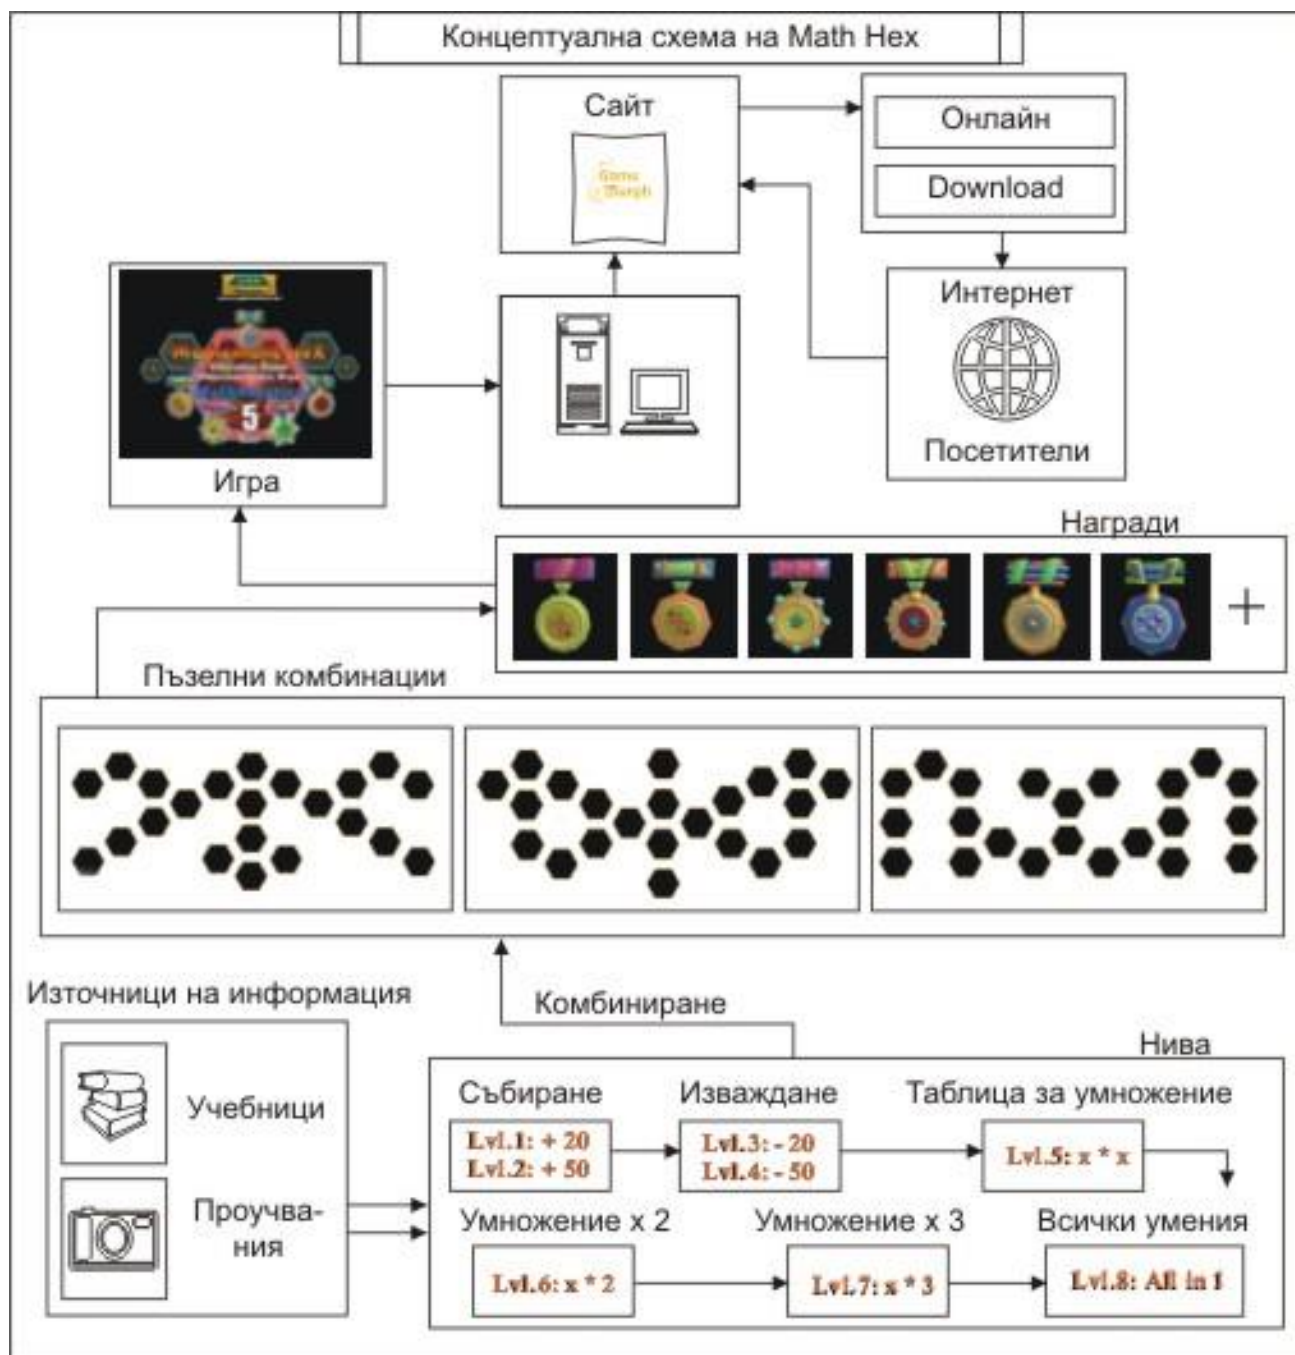 Концептуална схема на Math Hex
Сайт
Game
Morph
Онлайн
Download
Интернет
Посетители
5
Игра
Награди
Пъзелни комбинации
Комбиниране
Източници на информация
Учебници
Проучва-
ния
Нива
Събиране
Lvl.1: + 20
Lvl.2: + 50
Изваждане
Lvl.3: - 20
Lvl.4: - 50
Таблица за умножение
Lvl.5: x * x
Умножение x 2
Lvl.6: x * 2
Умножение x 3
Lvl.7: x * 3
Всички умения
Lvl.8: All in 1